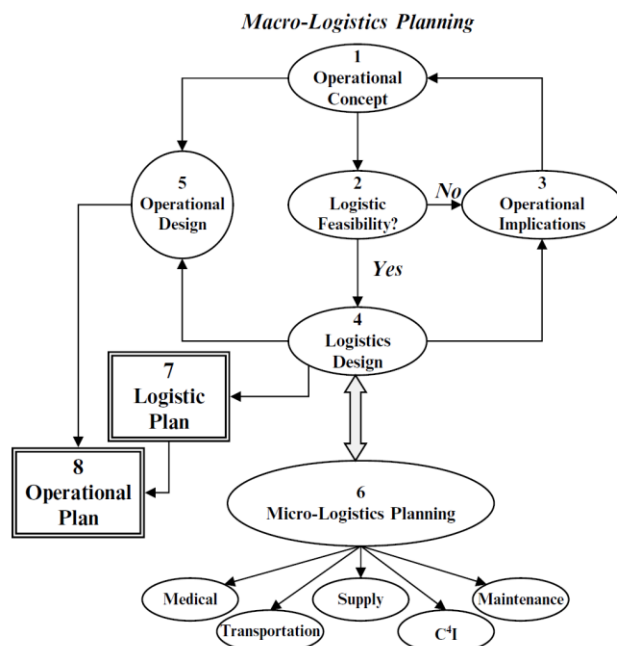 Macro-Logistics Planning
1
Operational
Concept
5
Operational
Design
2
Logistic
Feasibility?
No
3
Operational
Implications
Yes
4
Logistics
Design
7
Logistic
Plan
8
Operational
Plan
6
Micro-Logistics Planning
Medical
Supply
Maintenance
Transportation
C⁴I